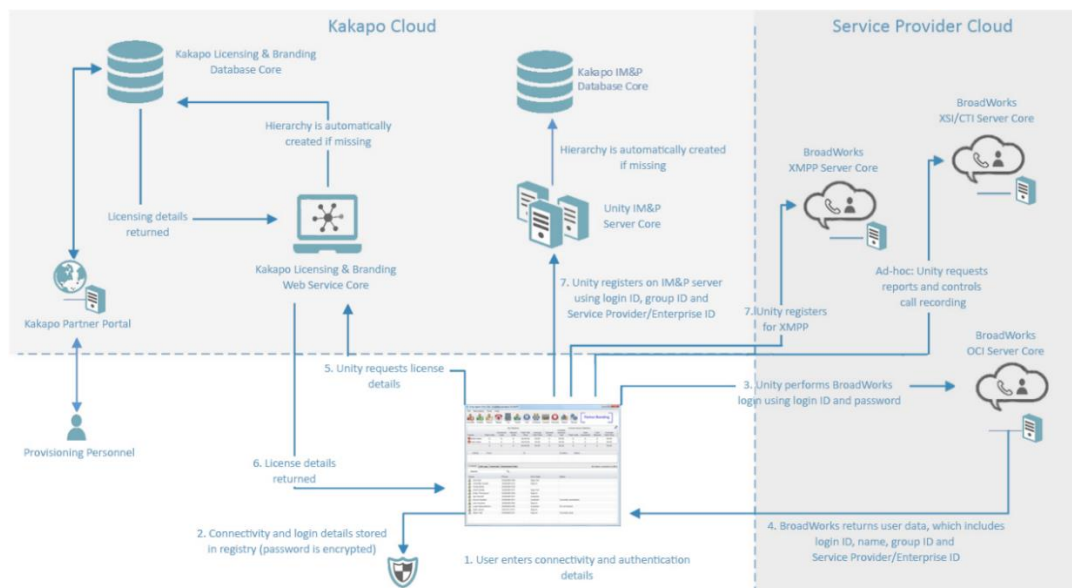 Kakapo Cloud
Service Provider Cloud
Kakapo Licensing & Branding
Database Core
Kakapo IM&P
Database Core
BroadWorks
XSI/CTI Server Core
Hierarchy is automatically
created if missing
Hierarchy is automatically created
if missing
BroadWorks
XMPP Server Core
Licensing details
returned
Unity IM&P
Server Core
Kakapo Licensing & Branding
Web Service Core
Ad-hoc: Unity requests
reports and controls
call recording
7. Unity registers on IM&P server
using login ID, group ID and
Service Provider/Enterprise ID
Kakapo Partner Portal
7. Unity registers
for XMPP
BroadWorks
OCI Server Core
5. Unity requests license
details
3. Unity performs BroadWorks
login using login ID and password
Provisioning Personnel
6. License details
returned
2. Connectivity and login details stored
in registry (password is encrypted)
1. User enters connectivity and authentication
details
4. BroadWorks returns user data, which includes
login ID, name, group ID and
Service Provider/Enterprise ID